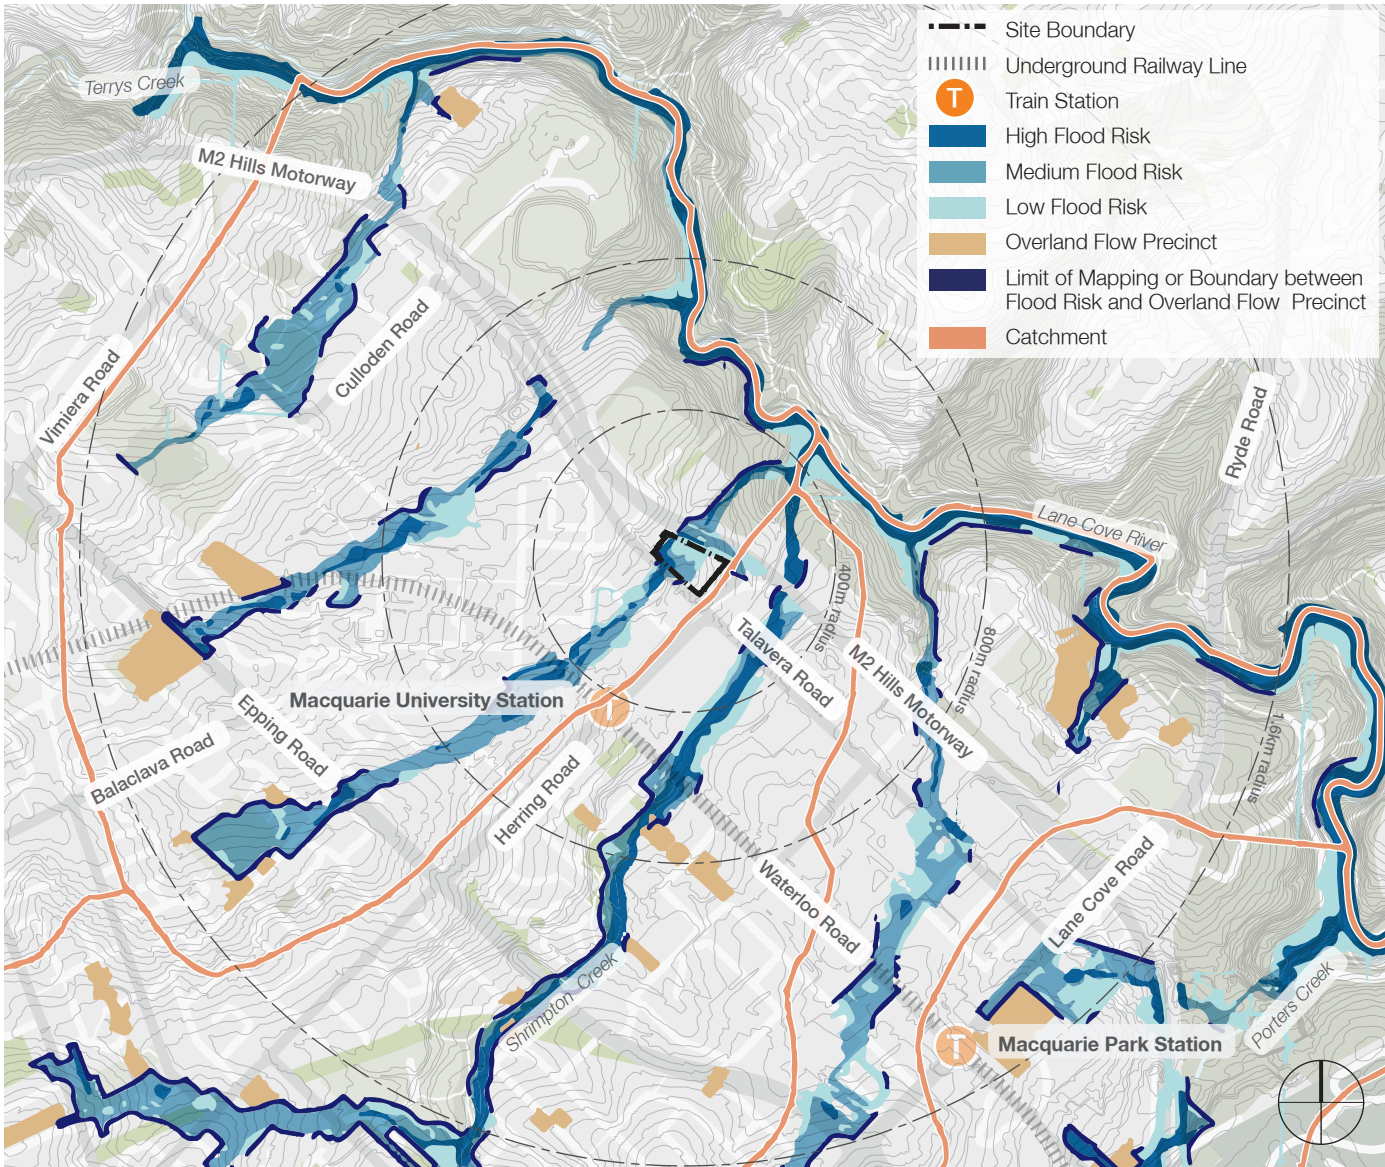 Site Boundary
Underground Railway Line
T
Train Station
High Flood Risk
Medium Flood Risk
Low Flood Risk
Overland Flow Precinct
Limit of Mapping or Boundary between
Flood Risk and Overland Flow Precinct
Catchment
Terrys Creek
M2 Hills Motorway
Vimiera Road
Culloden Road
Ryde Road
Lane Cove River
400m radius
800m radius
1.6km radius
Talavera Road
M2 Hills Motorway
Macquarie University Station
T
Epping Road
Balaclava Road
Herring Road
Waterloo Road
Lane Cove Road
Shrimpton Creek
Porters Creek
T
Macquarie Park Station